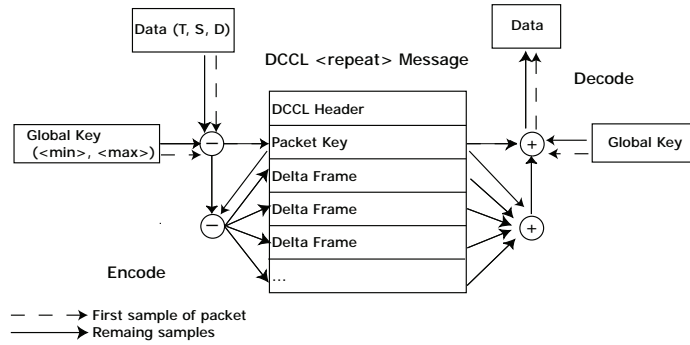 Data (T, S, D)
Data
DCCL <repeat> Message
Decode
DCCL Header
Global Key
(<min>, <max>)
−
Packet Key
+
Global Key
Delta Frame
Delta Frame
−
+
Delta Frame
Encode
...
First sample of packet
Remaing samples